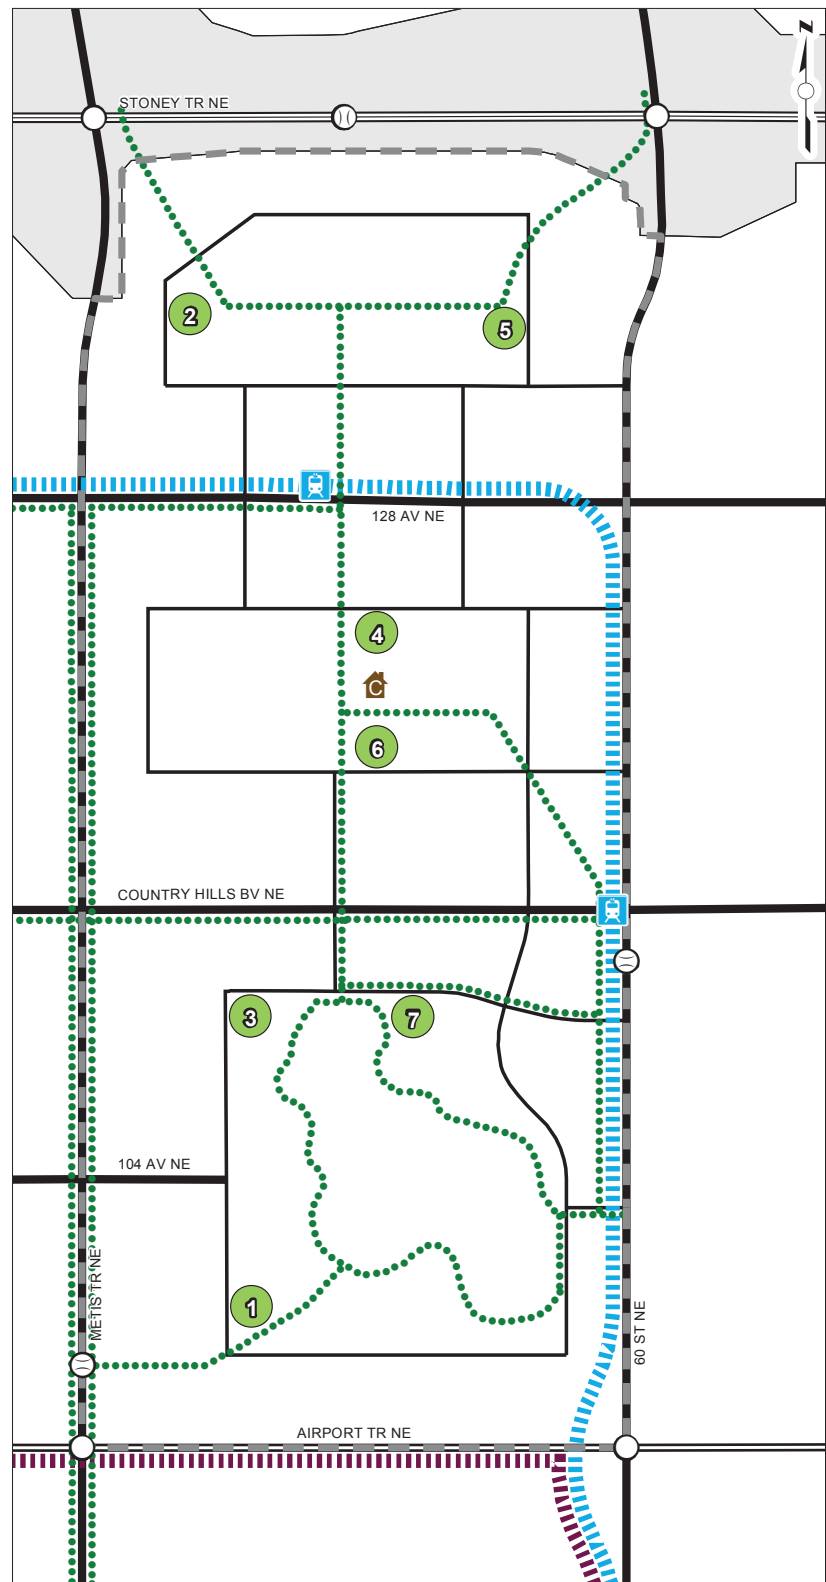 N
STONEY TR NE
2
5
128 AV NE
4
C
6
COUNTRY HILLS BV NE
3
7
104 AV NE
METIS TR NE
1
60 ST NE
AIRPORT TR NE